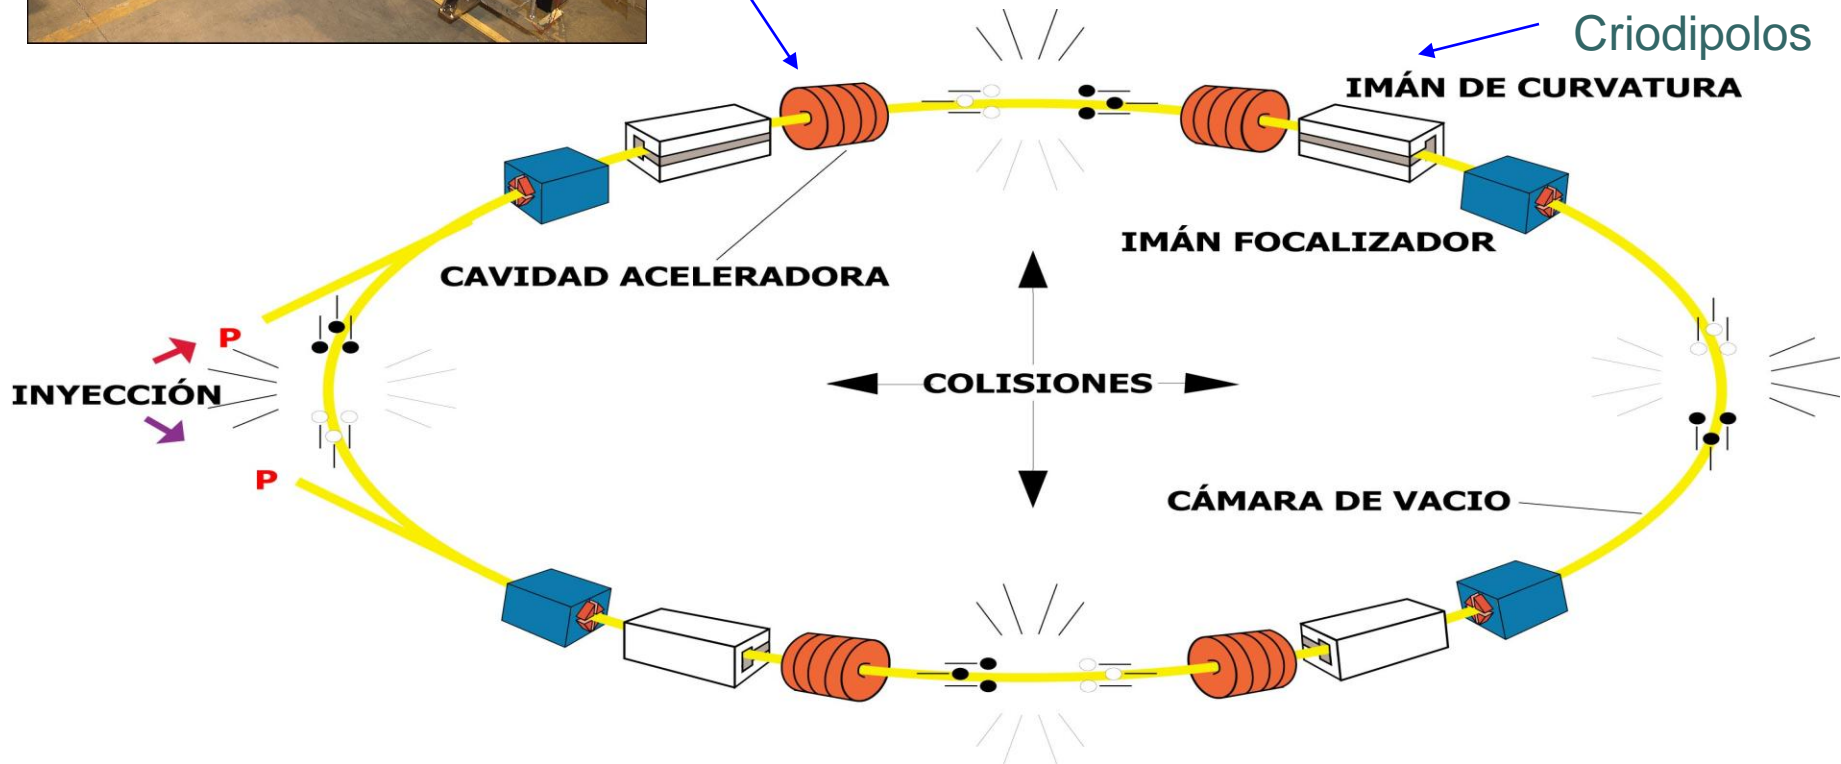 Criodipolos
IMÁN DE CURVATURA
IMÁN FOCALIZADOR
CAVIDAD ACELERADORA
P
INYECCIÓN
COLISIONES
P
CÁMARA DE VACIO